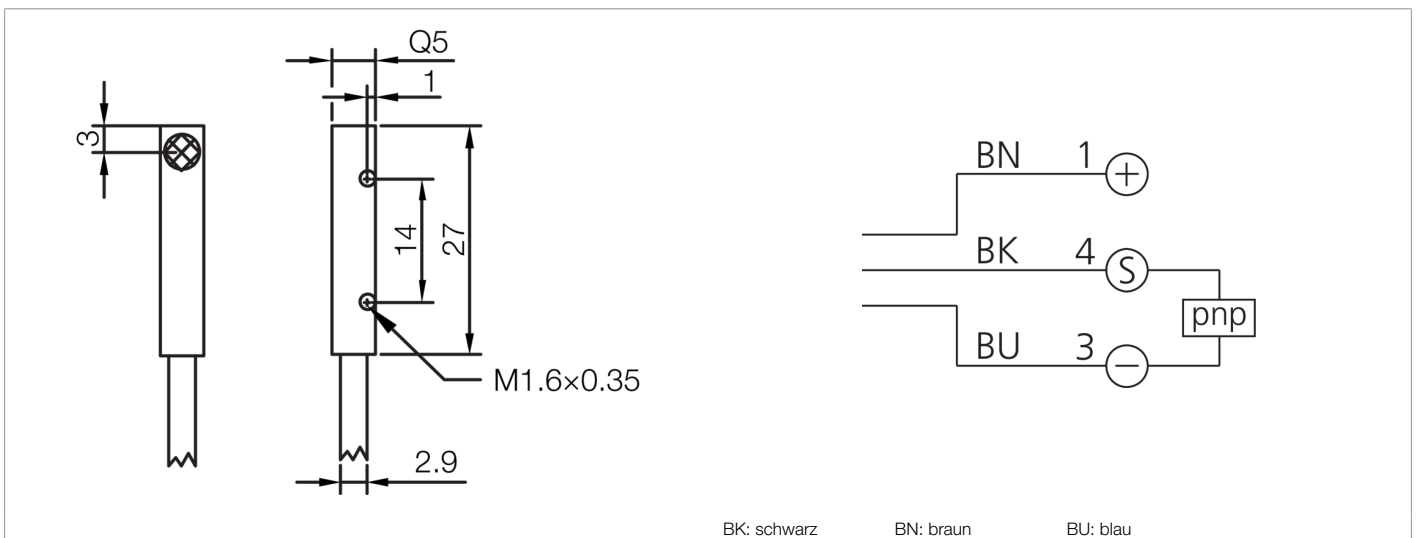 Q5
1
3
14
27
M1.6×0.35
2.9
BN 1 +
BK 4 S
pnp
BU 3 −
BK: schwarz BN: braun BU: blau